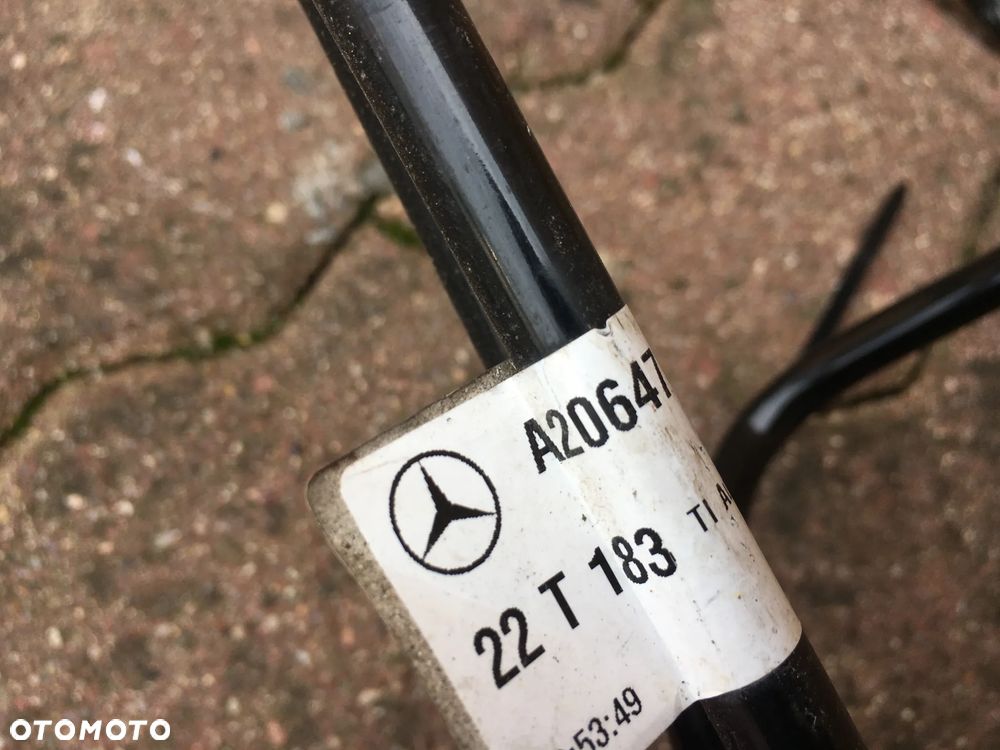 A20647
22 T 183
TI A
:53:49
OTOMOTO